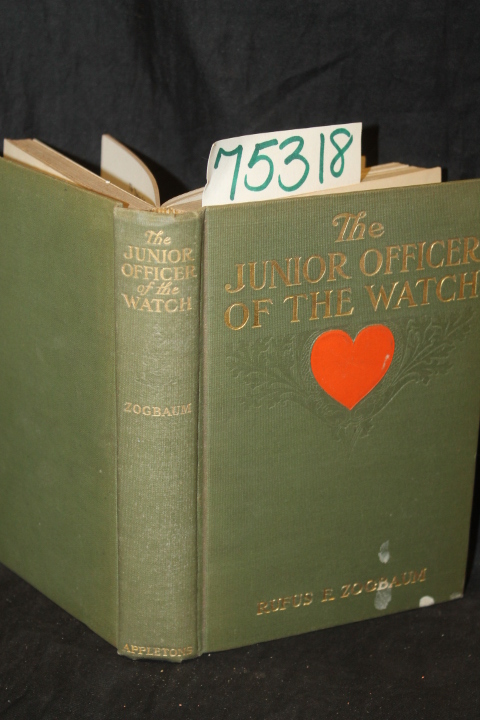 75318
The
JUNIOR OFFICER
OF THE WATCH
RUFUS F. ZOGBAUM
The
JUNIOR
OFFICER
of the
WATCH
ZOGBAUM
APPLETONS